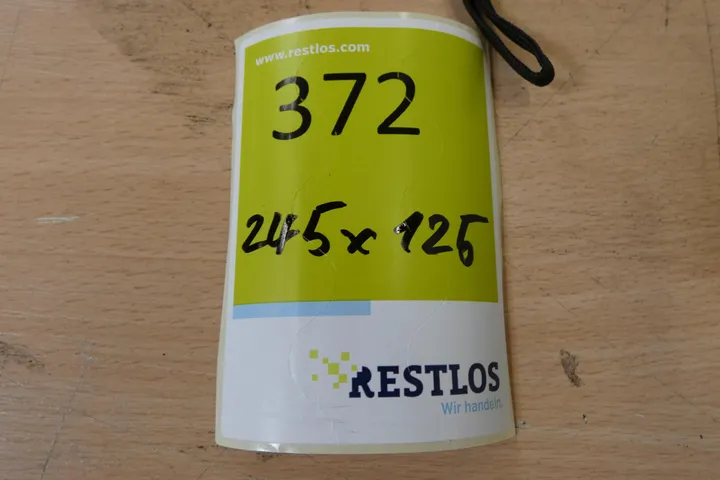 www.restlos.com
372
245 x 125
RESTLOS
Wir handeln.